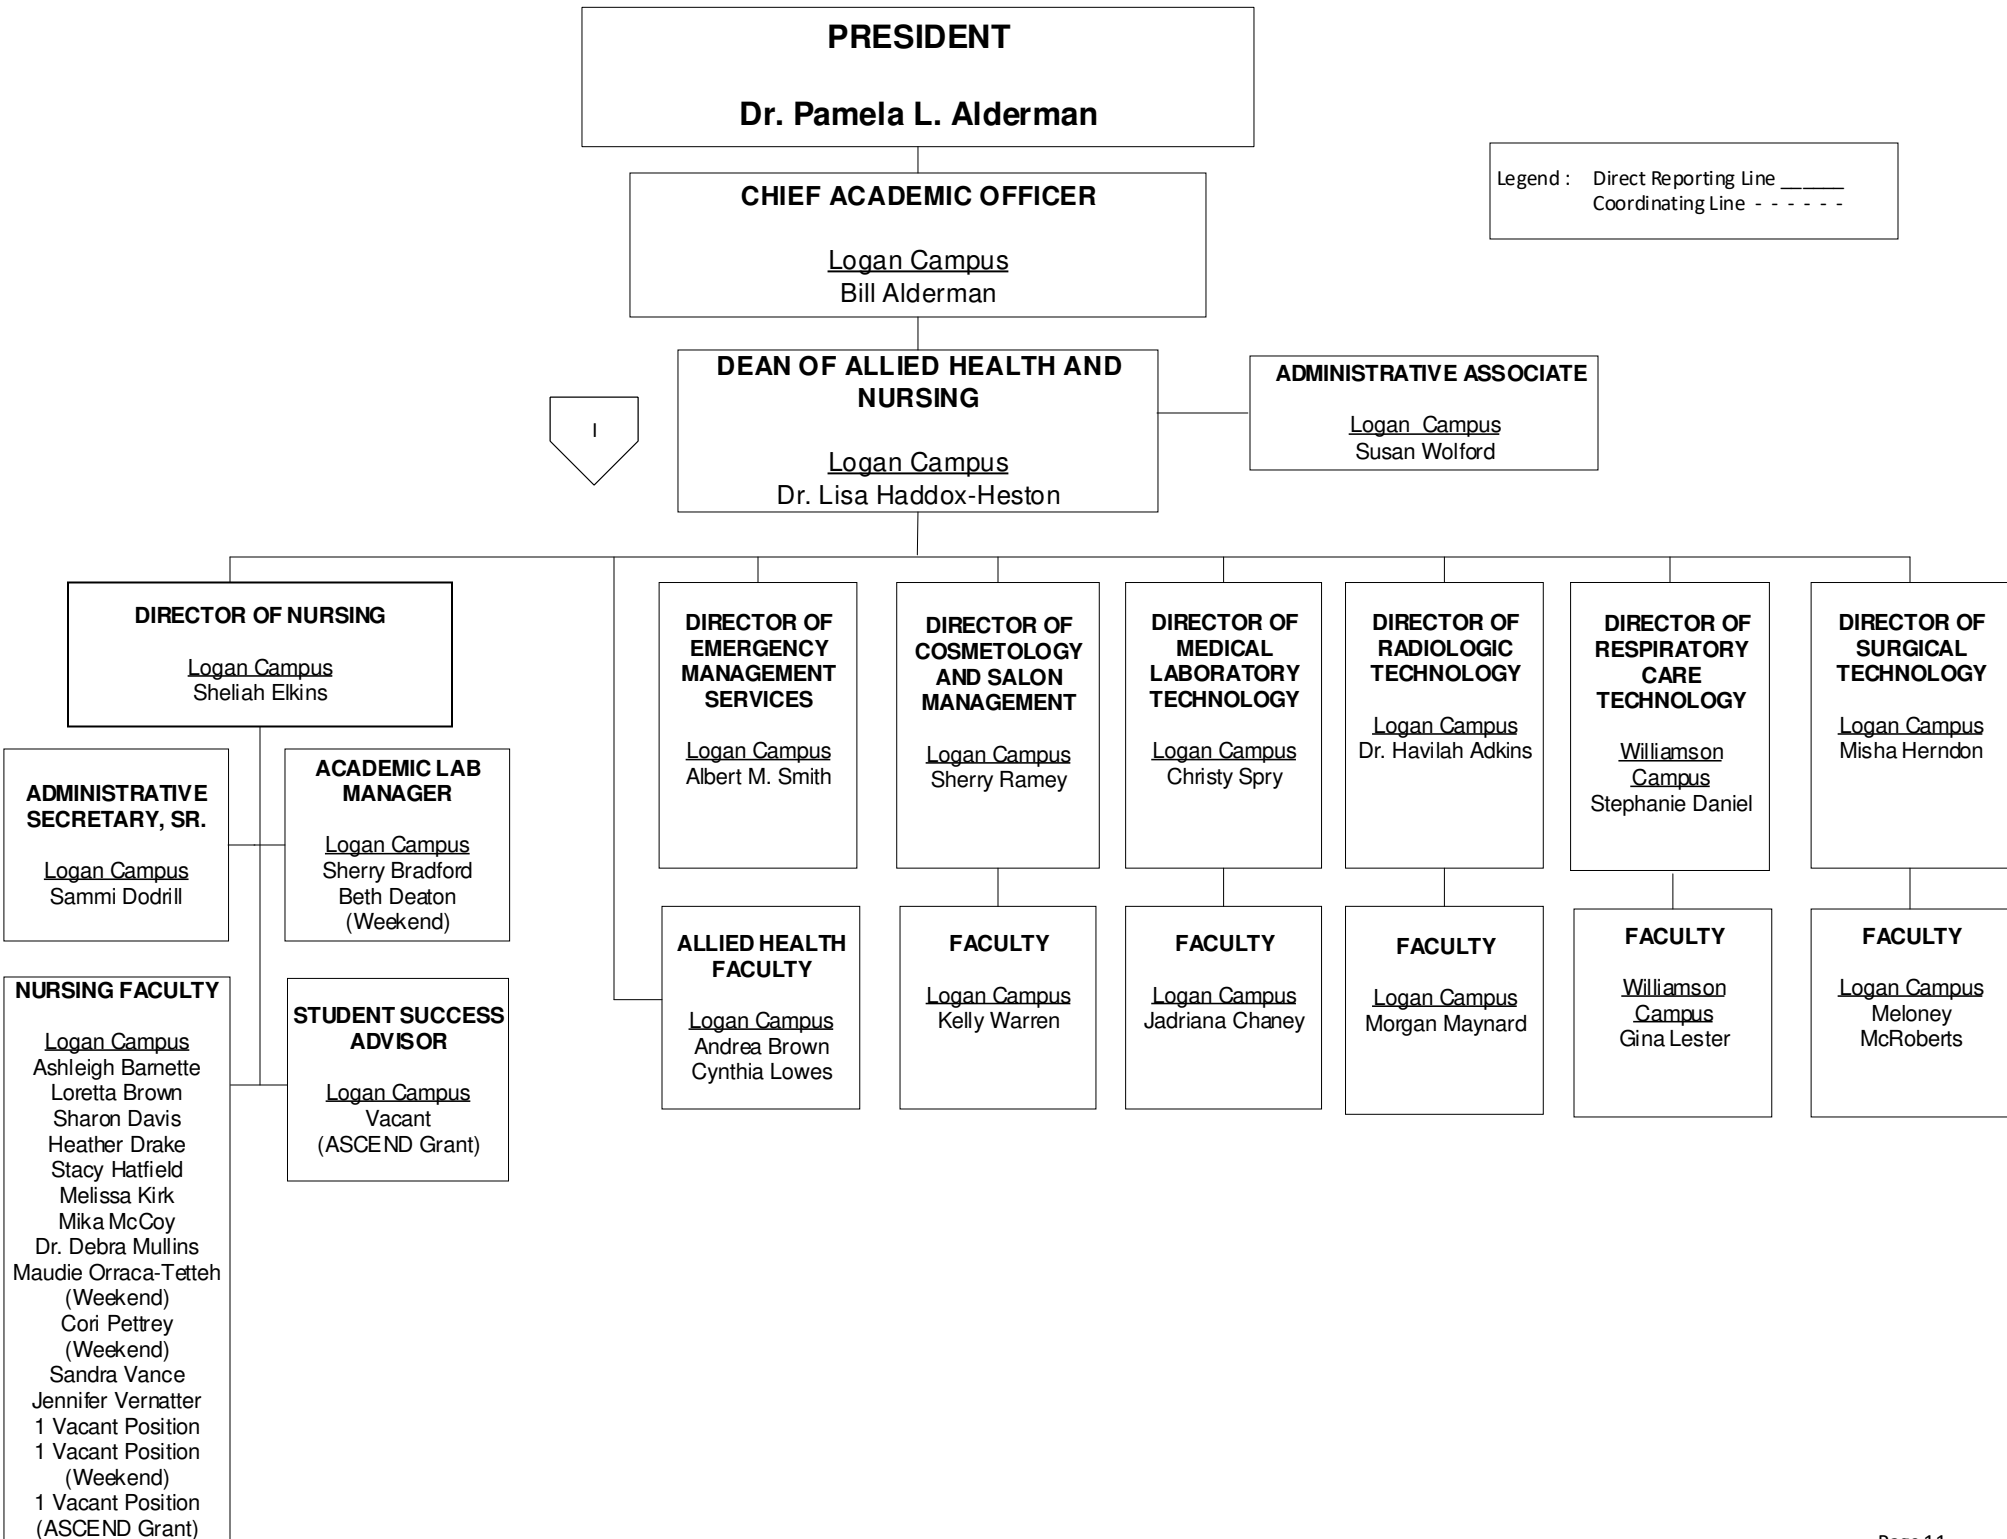 PRESIDENT
Dr. Pamela L. Alderman
Legend : Direct Reporting Line ______
Coordinating Line - - - - - -
CHIEF ACADEMIC OFFICER
Logan Campus
Bill Alderman
DEAN OF ALLIED HEALTH AND
NURSING
Logan Campus
Dr. Lisa Haddox-Heston
ADMINISTRATIVE ASSOCIATE
Logan Campus
Susan Wolford
I
DIRECTOR OF NURSING
Logan Campus
Sheliah Elkins
ADMINISTRATIVE
SECRETARY, SR.
Logan Campus
Sammi Dodrill
ACADEMIC LAB
MANAGER
Logan Campus
Sherry Bradford
Beth Deaton
(Weekend)
NURSING FACULTY
Logan Campus
Ashleigh Barnette
Loretta Brown
Sharon Davis
Heather Drake
Stacy Hatfield
Melissa Kirk
Mika McCoy
Dr. Debra Mullins
Maudie Orraca-Tetteh
(Weekend)
Cori Pettrey
(Weekend)
Sandra Vance
Jennifer Vernatter
1 Vacant Position
1 Vacant Position
(Weekend)
1 Vacant Position
(ASCEND Grant)
STUDENT SUCCESS
ADVISOR
Logan Campus
Vacant
(ASCEND Grant)
DIRECTOR OF
EMERGENCY
MANAGEMENT
SERVICES
Logan Campus
Albert M. Smith
ALLIED HEALTH
FACULTY
Logan Campus
Andrea Brown
Cynthia Lowes
DIRECTOR OF
COSMETOLOGY
AND SALON
MANAGEMENT
Logan Campus
Sherry Ramey
FACULTY
Logan Campus
Kelly Warren
DIRECTOR OF
MEDICAL
LABORATORY
TECHNOLOGY
Logan Campus
Christy Spry
FACULTY
Logan Campus
Jadriana Chaney
DIRECTOR OF
RADIOLOGIC
TECHNOLOGY
Logan Campus
Dr. Havilah Adkins
FACULTY
Logan Campus
Morgan Maynard
DIRECTOR OF
RESPIRATORY
CARE
TECHNOLOGY
Williamson
Campus
Stephanie Daniel
FACULTY
Williamson
Campus
Gina Lester
DIRECTOR OF
SURGICAL
TECHNOLOGY
Logan Campus
Misha Herndon
FACULTY
Logan Campus
Meloney
McRoberts
Page 11